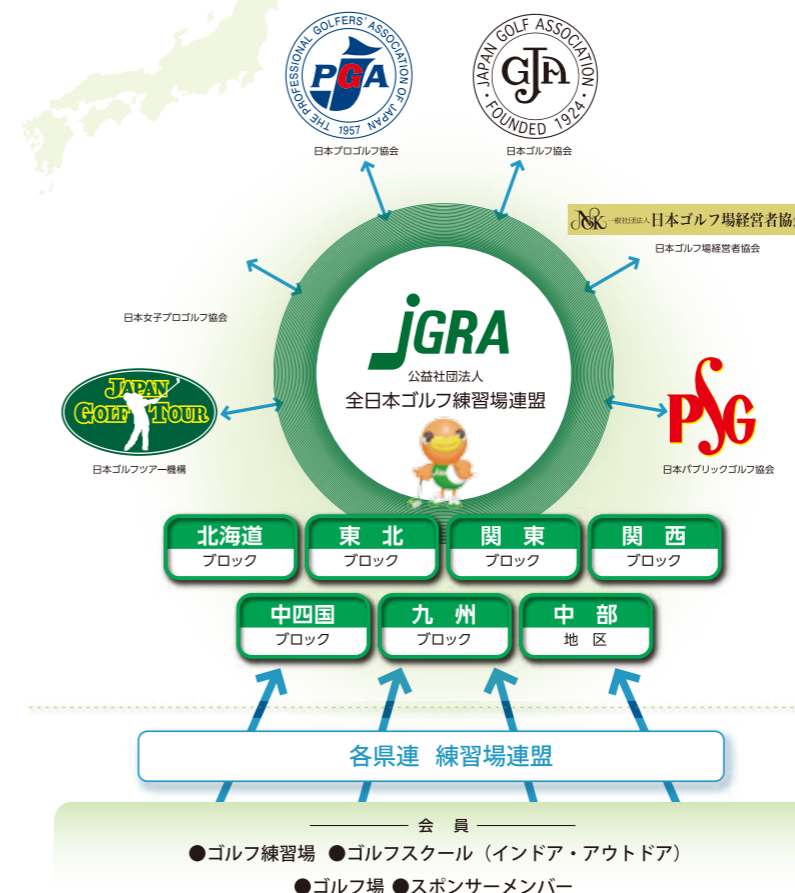 THE PROFESSIONAL GOLFERS' ASSOCIATION OF JAPAN
PGA
1957
日本プロゴルフ協会
JAPAN GOLF ASSOCIATION
JGA
FOUNDED 1924
日本ゴルフ協会
NGK 一般社団法人 日本ゴルフ場経営者協会
日本ゴルフ場経営者協会
日本女子プロゴルフ協会
jGRA
公益社団法人
全日本ゴルフ練習場連盟
JAPAN
GOLF TOUR
日本ゴルフツアー機構
PSG
日本パブリックゴルフ協会
北海道
ブロック
東 北
ブロック
関 東
ブロック
関 西
ブロック
中四国
ブロック
九 州
ブロック
中 部
地 区
各県連 練習場連盟
会 員
●ゴルフ練習場 ●ゴルフスクール（インドア・アウトドア）
●ゴルフ場 ●スポンサーメンバー